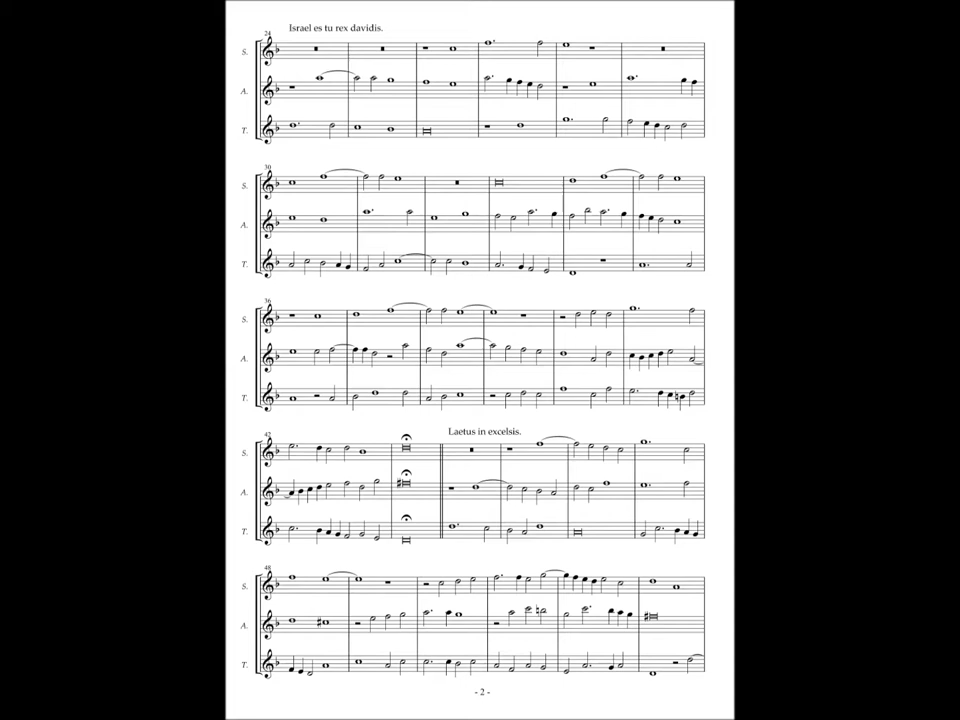 Israel es tu rex davidis.
24
S.
A.
T.
30
S.
A.
T.
36
S.
A.
T.
Laetus in excelsis.
42
S.
A.
T.
48
S.
A.
T.
- 2 -